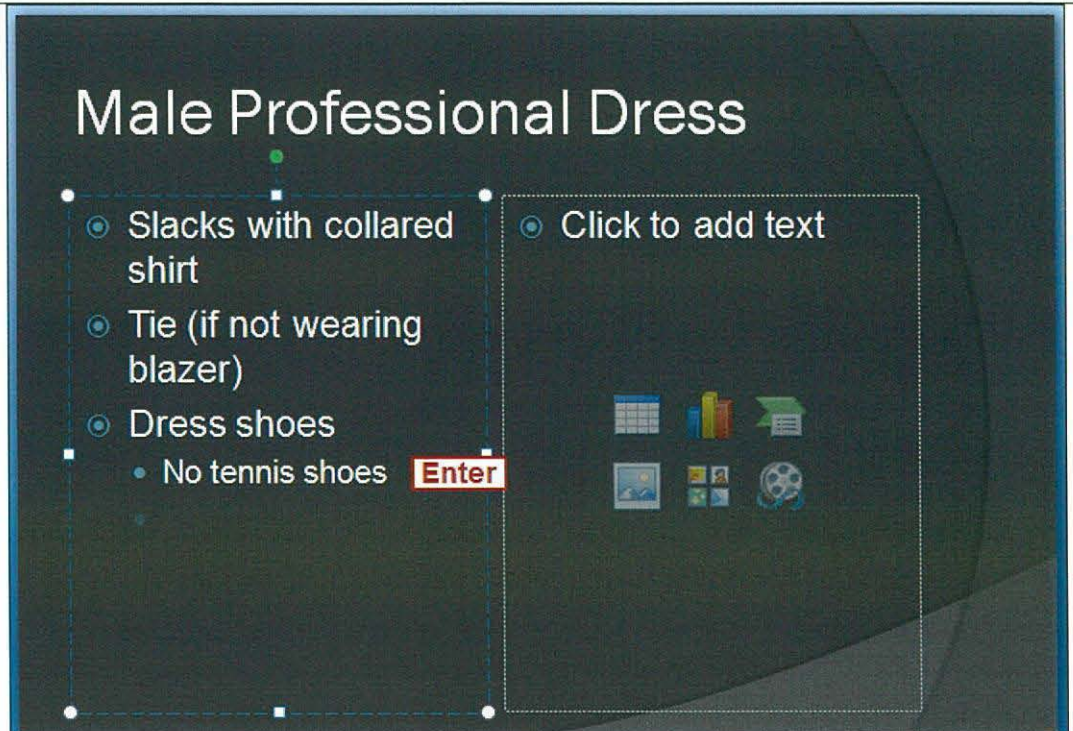 Male Professional Dress
Slacks with collared
shirt
Tie (if not wearing
blazer)
Dress shoes
No tennis shoes Enter
Click to add text